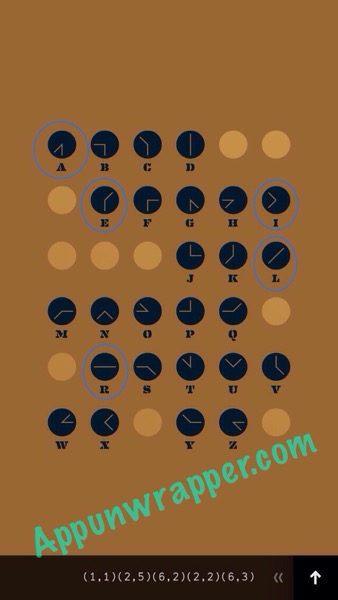 A B C D
E F G H I
J K L
M N O P Q
R S T U V
W X Y Z
Appunwrapper.com
(1,1)(2,5)(6,2)(2,2)(6,3)